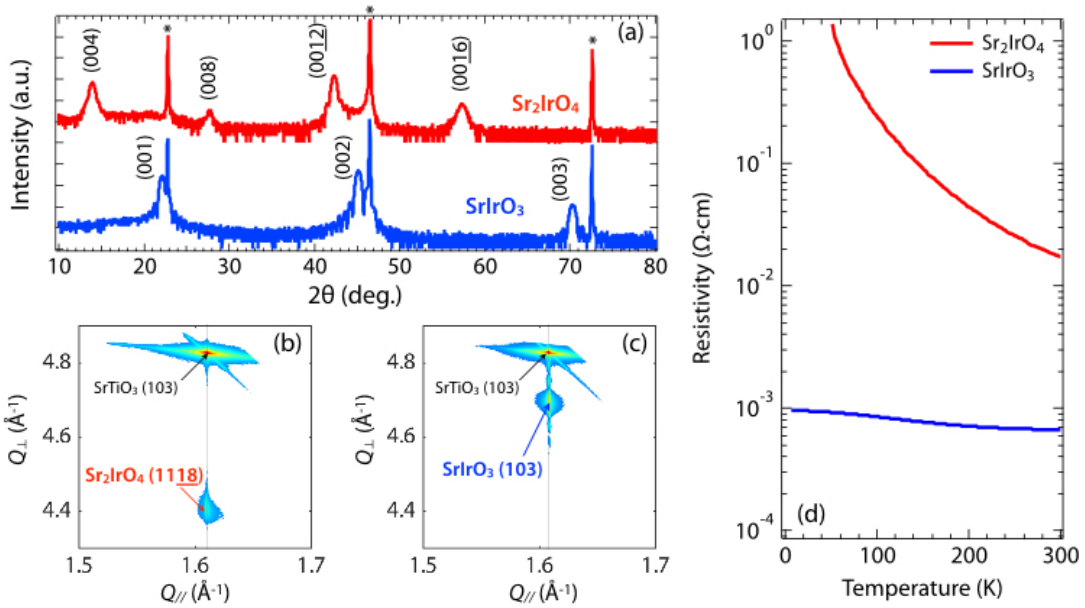 (a)
Intensity (a.u.)
(004)
*
(008)
(0012)
*
(0016)
*
Sr₂IrO₄
(001)
(002)
(003)
SrIrO₃
10 20 30 40 50 60 70 80
2θ (deg.)
(b)
4.8
4.6
4.4
Q⊥ (Å⁻¹)
SrTiO₃ (103)
Sr₂IrO₄ (1118)
1.5 1.6 1.7
Q// (Å⁻¹)
(c)
4.8
4.6
4.4
Q⊥ (Å⁻¹)
SrTiO₃ (103)
SrIrO₃ (103)
1.5 1.6 1.7
Q// (Å⁻¹)
Sr₂IrO₄
SrIrO₃
10⁰
10⁻¹
10⁻²
10⁻³
10⁻⁴
Resistivity (Ω·cm)
(d)
0 100 200 300
Temperature (K)